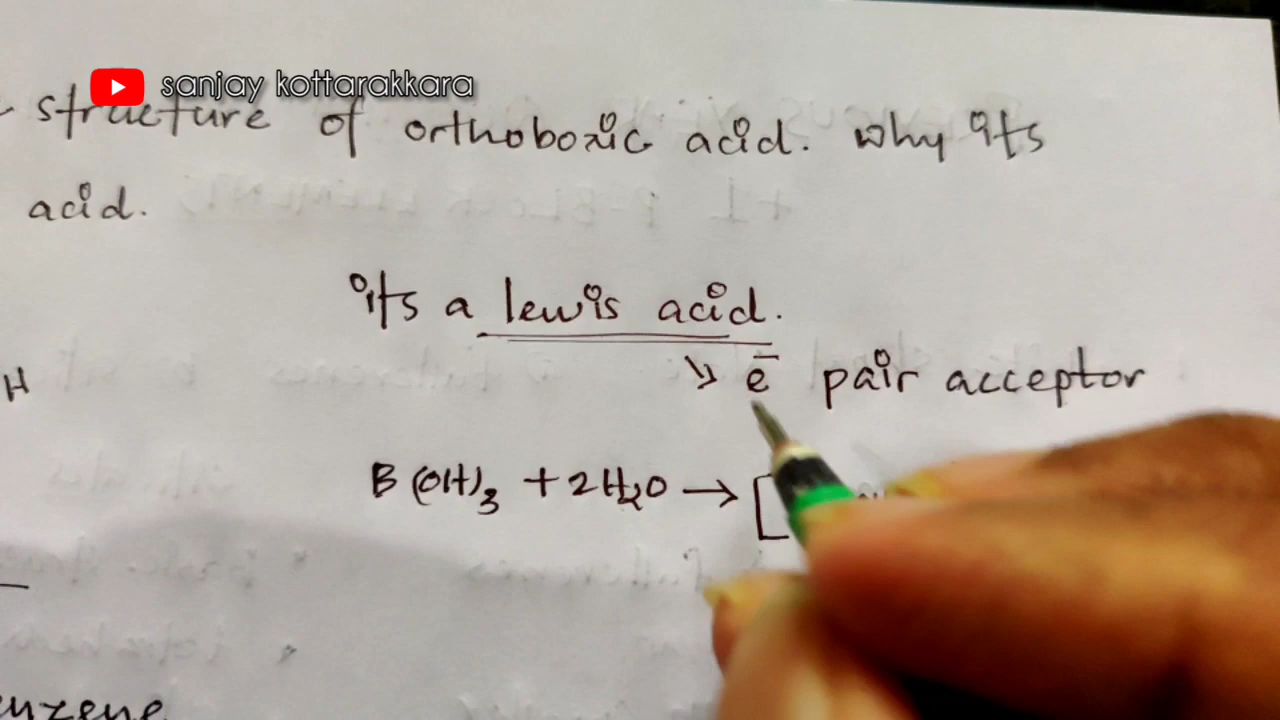 sanjay kottarakkara
structure of orthoboric acid. why its
acid.
its a lewis acid.
↘ e⁻ pair acceptor
H
B(OH)3 + 2H2O → [